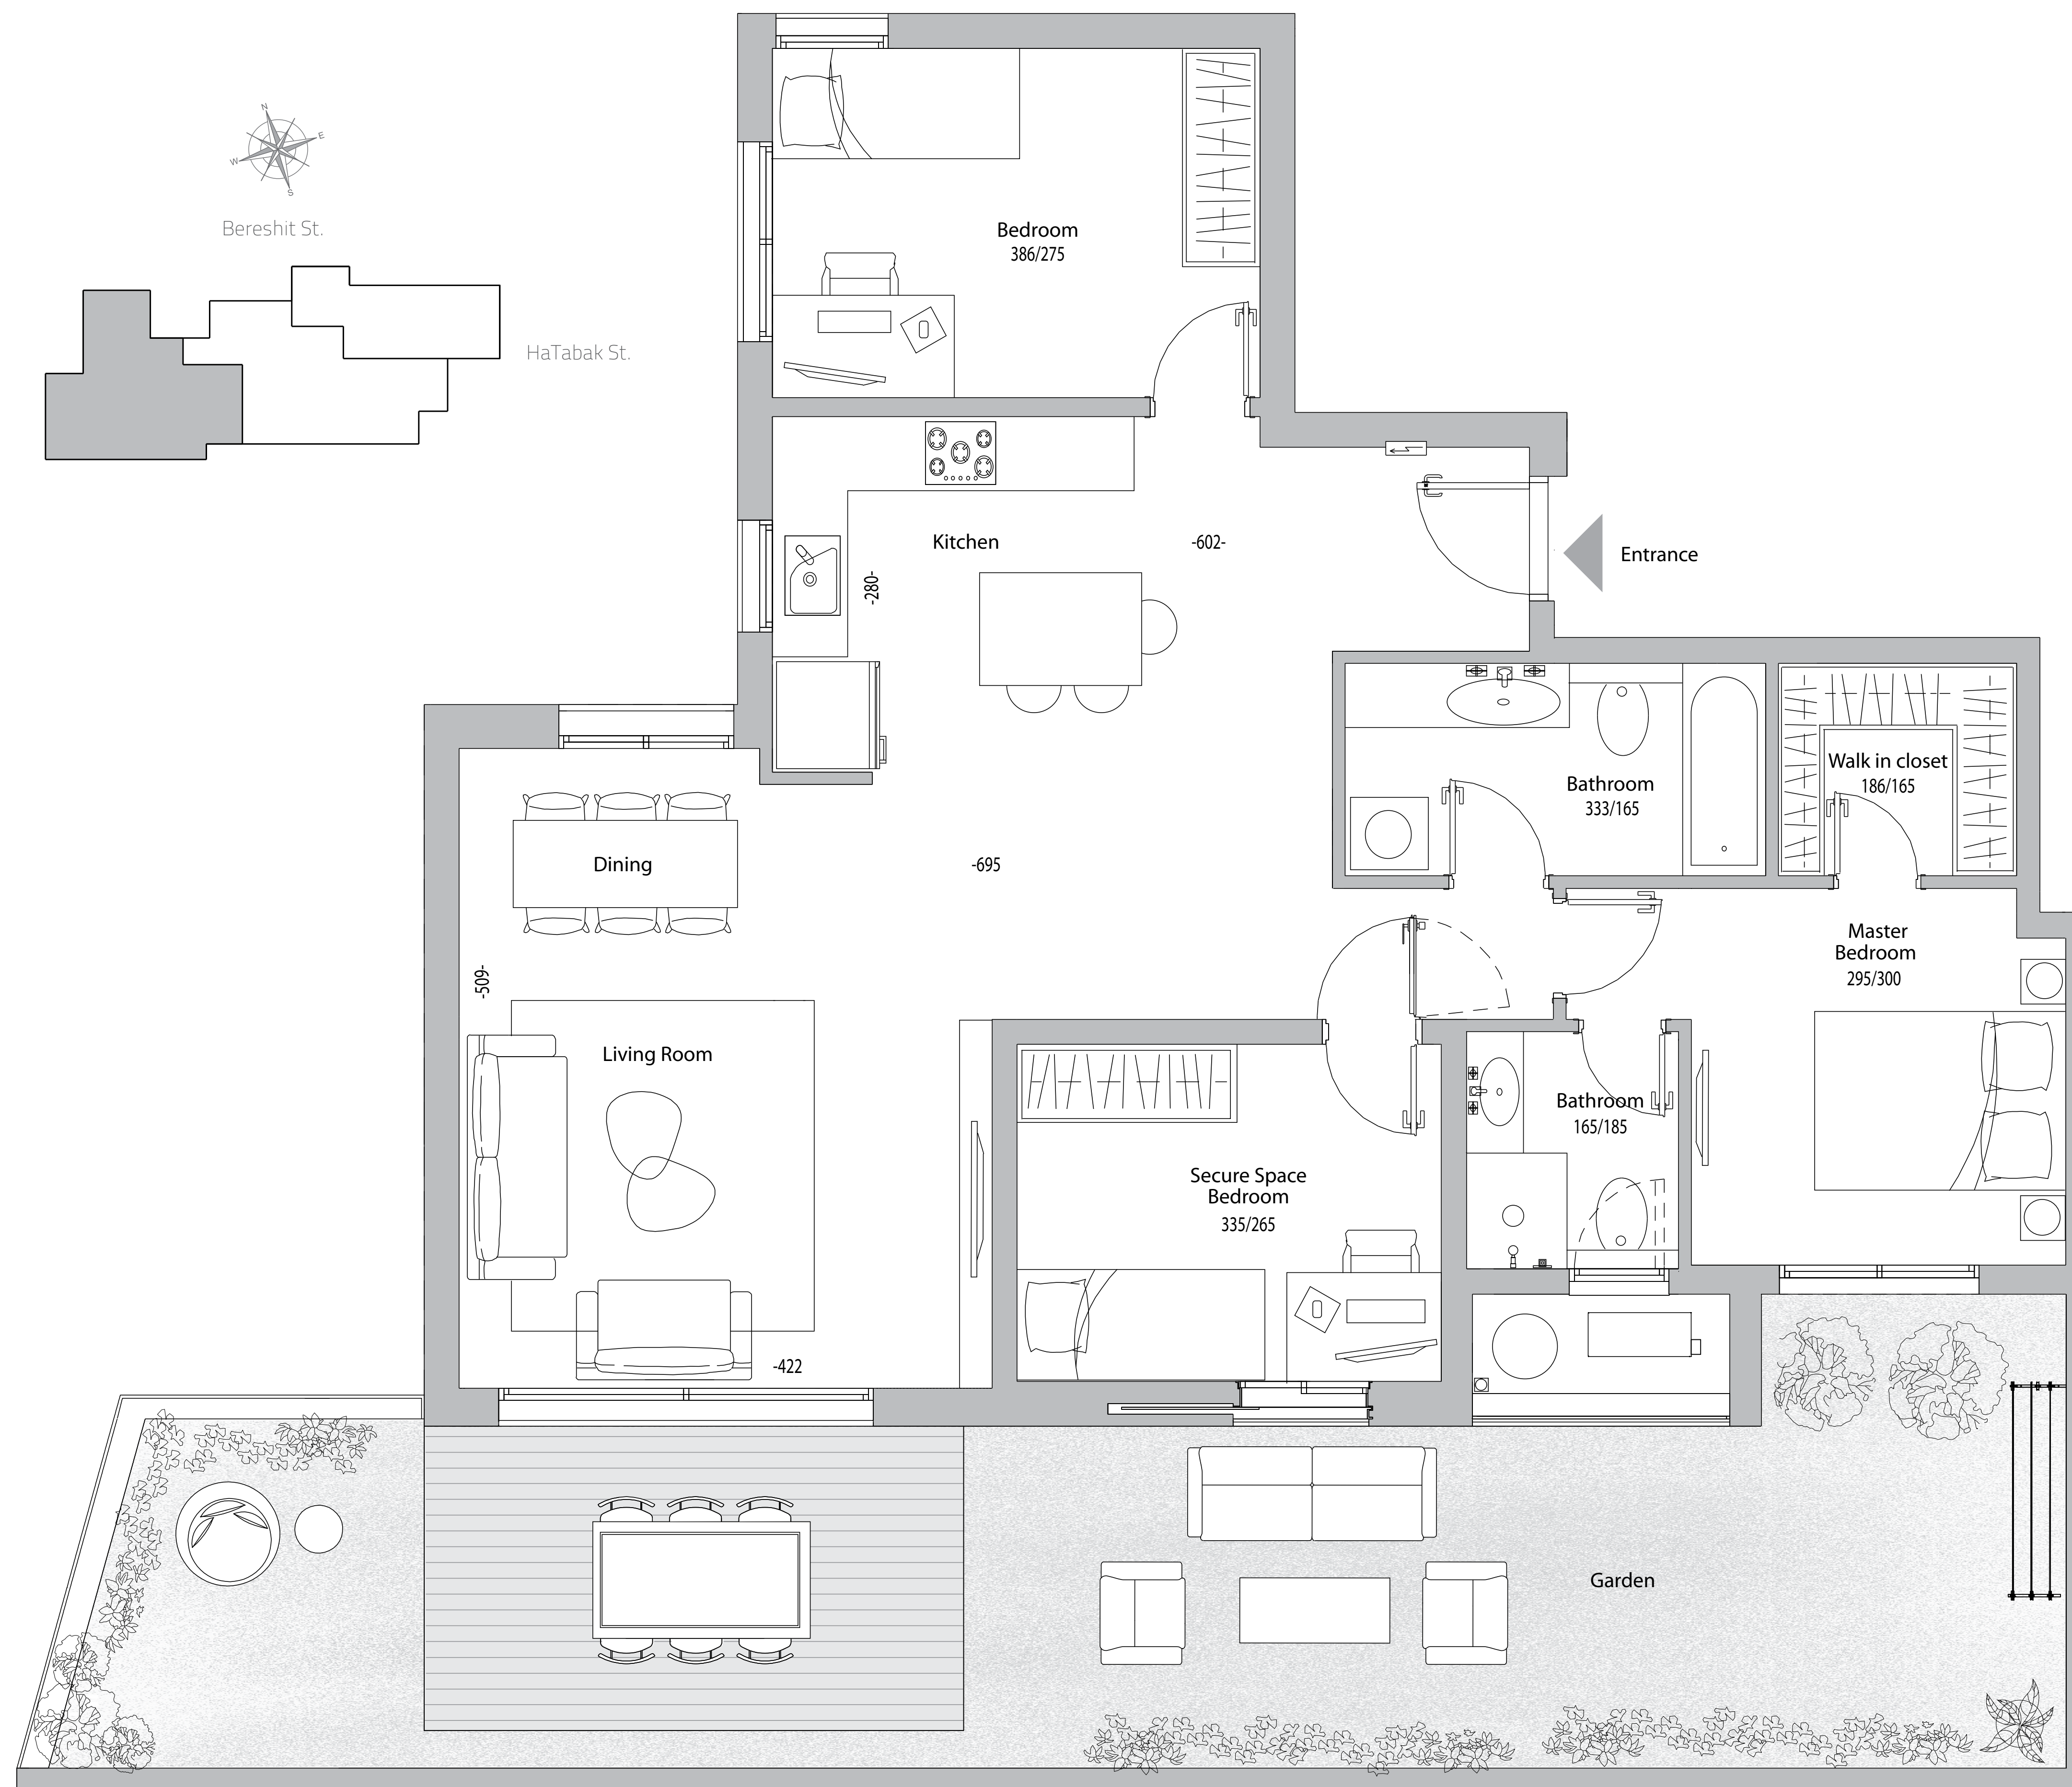 N
E
W
S
Bereshit St.
HaTabak St.
Bedroom
386/275
Kitchen
-602-
-280-
Entrance
Walk in closet
186/165
Bathroom
333/165
Dining
-695
-509-
Master
Bedroom
295/300
Living Room
Bathroom
165/185
Secure Space
Bedroom
335/265
-422
Garden